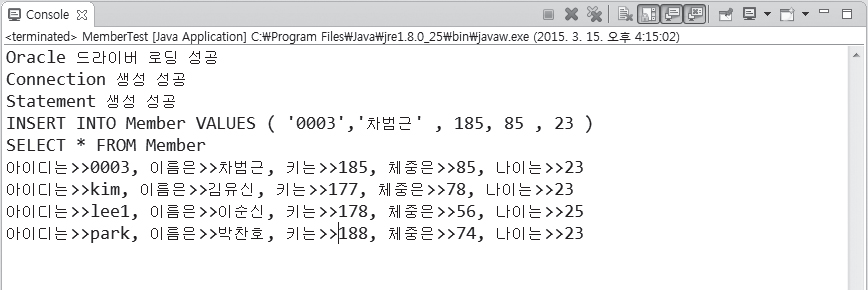 Console
<terminated> MemberTest [Java Application] C:₩Program Files₩Java₩jre1.8.0_25₩bin₩javaw.exe (2015. 3. 15. 오후 4:15:02)
Oracle 드라이버 로딩 성공
Connection 생성 성공
Statement 생성 성공
INSERT INTO Member VALUES ( '0003','차범근' , 185, 85 , 23 )
SELECT * FROM Member
아이디는>>0003, 이름은>>차범근, 키는>>185, 체중은>>85, 나이는>>23
아이디는>>kim, 이름은>>김유신, 키는>>177, 체중은>>78, 나이는>>23
아이디는>>lee1, 이름은>>이순신, 키는>>178, 체중은>>56, 나이는>>25
아이디는>>park, 이름은>>박찬호, 키는>>188, 체중은>>74, 나이는>>23